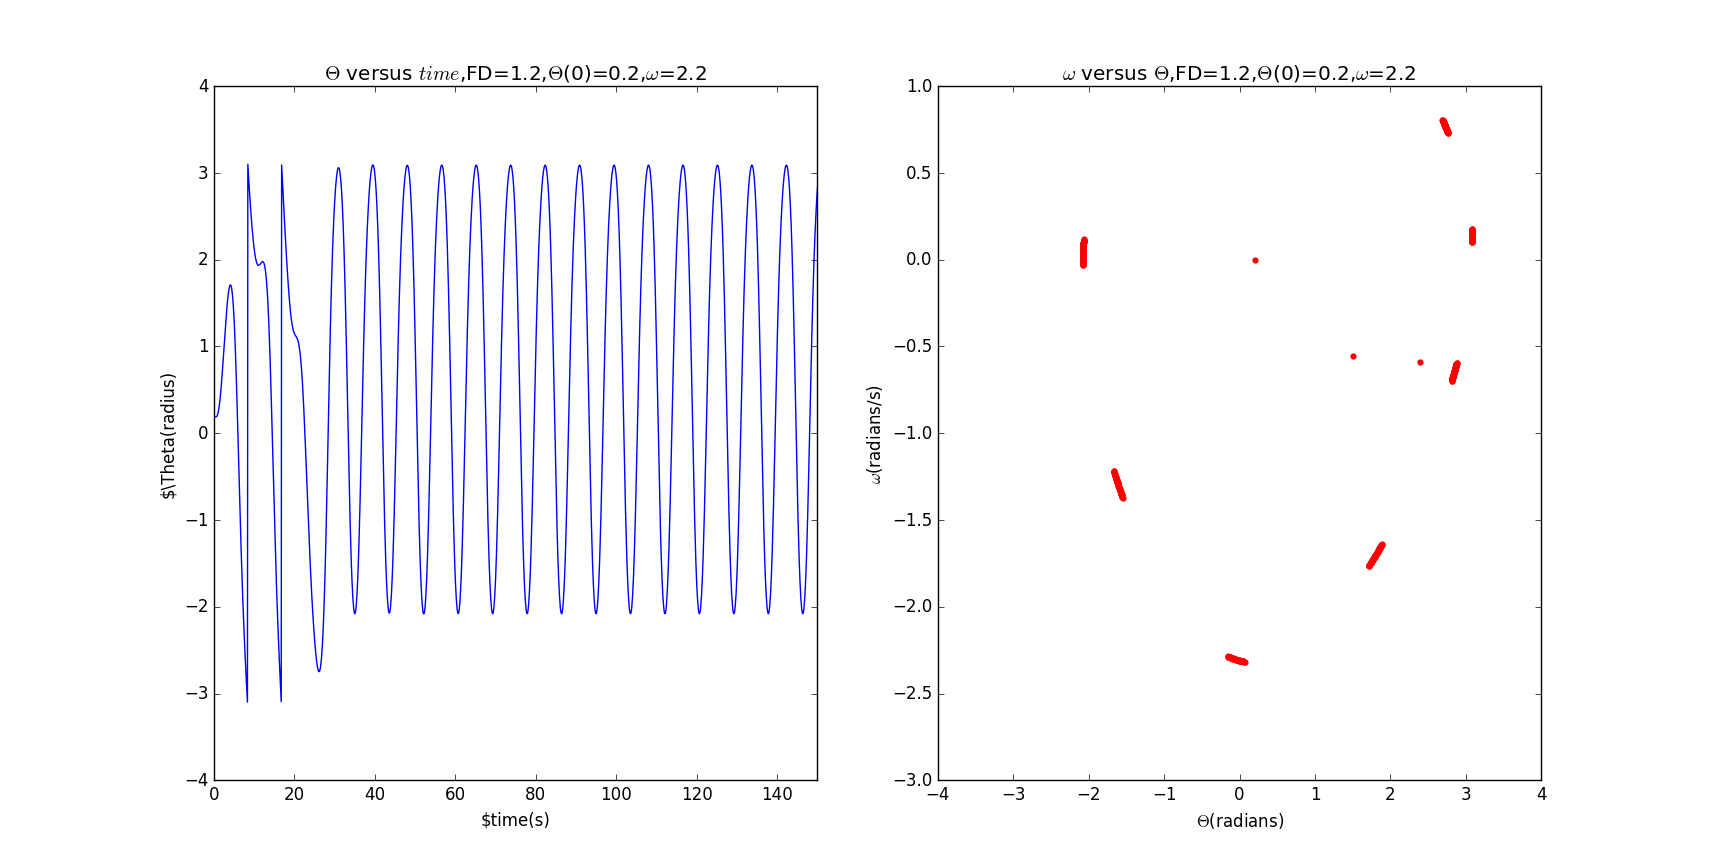 Θ versus time,FD=1.2,Θ(0)=0.2,ω=2.2
4
3
2
1
0
−1
−2
−3
−4
$\Theta(radius)
0 20 40 60 80 100 120 140
$time(s)
ω versus Θ,FD=1.2,Θ(0)=0.2,ω=2.2
1.0
0.5
0.0
−0.5
−1.0
−1.5
−2.0
−2.5
−3.0
ω(radians/s)
−4 −3 −2 −1 0 1 2 3 4
Θ(radians)